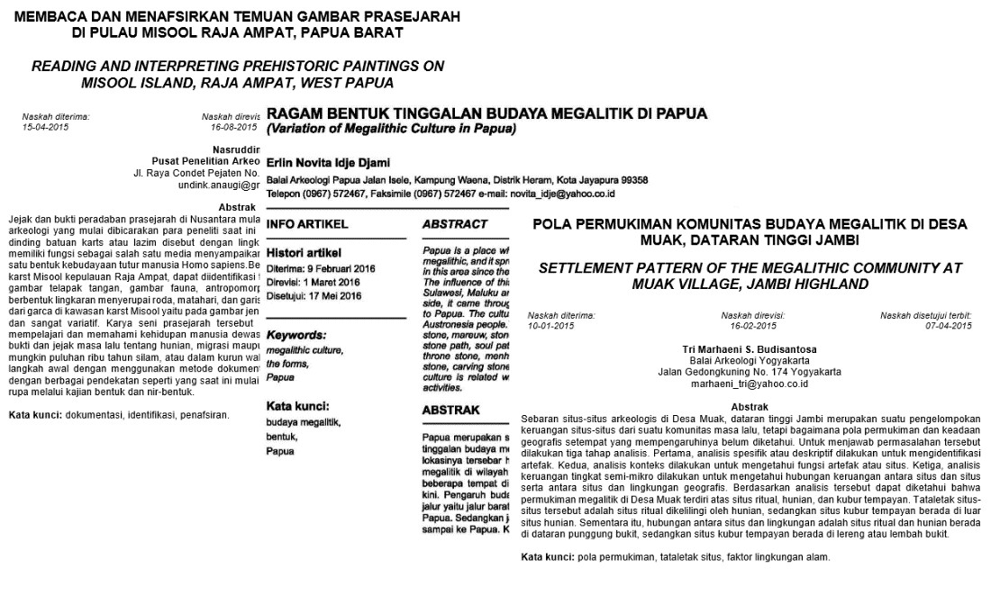 MEMBACA DAN MENAFSIRKAN TEMUAN GAMBAR PRASEJARAH
DI PULAU MISOOL RAJA AMPAT, PAPUA BARAT
READING AND INTERPRETING PREHISTORIC PAINTINGS ON
MISOOL ISLAND, RAJA AMPAT, WEST PAPUA
Naskah diterima:
15-04-2015
Naskah direvis
16-08-2015
Nasruddin
Pusat Penelitian Arkeo
Jl. Raya Condet Pejaten No.
undink.anaugi@gr
Abstrak
Jejak dan bukti peradaban prasejarah di Nusantara mula
arkeologi yang mulai dibicarakan para peneliti saat ini
dinding batuan karts atau lazim disebut dengan lingk
memiliki fungsi sebagai salah satu media menyampaikar
satu bentuk kebudayaan tutur manusia Homo sapiens.Be
karst Misool kepulauan Raja Ampat, dapat diidentifikasi
gambar telapak tangan, gambar fauna, antropomorp
berbentuk lingkaran menyerupai roda, matahari, dan garis
dari garca di kawasan karst Misool yaitu pada gambar jen
dan sangat variatif. Karya seni prasejarah tersebut
mempelajari dan memahami kehidupan manusia dewas
bukti dan jejak masa lalu tentang hunian, migrasi maupu
mungkin puluhan ribu tahun silam, atau dalam kurun wal
langkah awal dengan menggunakan metode dokument
dengan berbagai pendekatan seperti yang saat ini mulai
rupa melalui kajian bentuk dan nir-bentuk.
Kata kunci: dokumentasi, identifikasi, penafsiran.
RAGAM BENTUK TINGGALAN BUDAYA MEGALITIK DI PAPUA
(Variation of Megalithic Culture in Papua)
Erlin Novita Idje Djami
Balai Arkeologi Papua Jalan Isele, Kampung Waena, Distrik Heram, Kota Jayapura 99358
Telepon (0967) 572467, Faksimile (0967) 572467 e-mail: novita_idje@yahoo.co.id
INFO ARTIKEL
Histori artikel
Diterima: 9 Februari 2016
Direvisi: 1 Maret 2016
Disetujui: 17 Mei 2016
Keywords:
megalithic culture,
the forms,
Papua
Kata kunci:
budaya megalitik,
bentuk,
Papua
ABSTRACT
Papua is a place wh
megalithic, and it spr
in this area since the
The influence of this
Sulawesi, Maluku ar
side, it came throug
to Papua. The cultu
Austronesia people.
stone, mareuw, ston
stone path, soul pat
throne stone, menh
stone, carving stone
culture is related w
activities.
ABSTRAK
Papua merupakan s
tinggalan budaya me
lokasinya tersebar h
megalitik di wilayah
beberapa tempat di
kini. Pengaruh buda
jalur yaitu jalur barat
Papua. Sedangkan ja
sampai ke Papua. K
POLA PERMUKIMAN KOMUNITAS BUDAYA MEGALITIK DI DESA
MUAK, DATARAN TINGGI JAMBI
SETTLEMENT PATTERN OF THE MEGALITHIC COMMUNITY AT
MUAK VILLAGE, JAMBI HIGHLAND
Naskah diterima:
10-01-2015
Naskah direvisi:
16-02-2015
Naskah disetujui terbit:
07-04-2015
Tri Marhaeni S. Budisantosa
Balai Arkeologi Yogyakarta
Jalan Gedongkuning No. 174 Yogyakarta
marhaeni_tri@yahoo.co.id
Abstrak
Sebaran situs-situs arkeologis di Desa Muak, dataran tinggi Jambi merupakan suatu pengelompokan
keruangan situs-situs dari suatu komunitas masa lalu, tetapi bagaimana pola permukiman dan keadaan
geografis setempat yang mempengaruhinya belum diketahui. Untuk menjawab permasalahan tersebut
dilakukan tiga tahap analisis. Pertama, analisis spesifik atau deskriptif dilakukan untuk mengidentifikasi
artefak. Kedua, analisis konteks dilakukan untuk mengetahui fungsi artefak atau situs. Ketiga, analisis
keruangan tingkat semi-mikro dilakukan untuk mengetahui hubungan keruangan antara situs dan situs
serta antara situs dan lingkungan geografis. Berdasarkan analisis tersebut dapat diketahui bahwa
permukiman megalitik di Desa Muak terdiri atas situs ritual, hunian, dan kubur tempayan. Tataletak situs-
situs tersebut adalah situs ritual dikelilingi oleh hunian, sedangkan situs kubur tempayan berada di luar
situs hunian. Sementara itu, hubungan antara situs dan lingkungan adalah situs ritual dan hunian berada
di dataran punggung bukit, sedangkan situs kubur tempayan berada di lereng atau lembah bukit.
Kata kunci: pola permukiman, tataletak situs, faktor lingkungan alam.